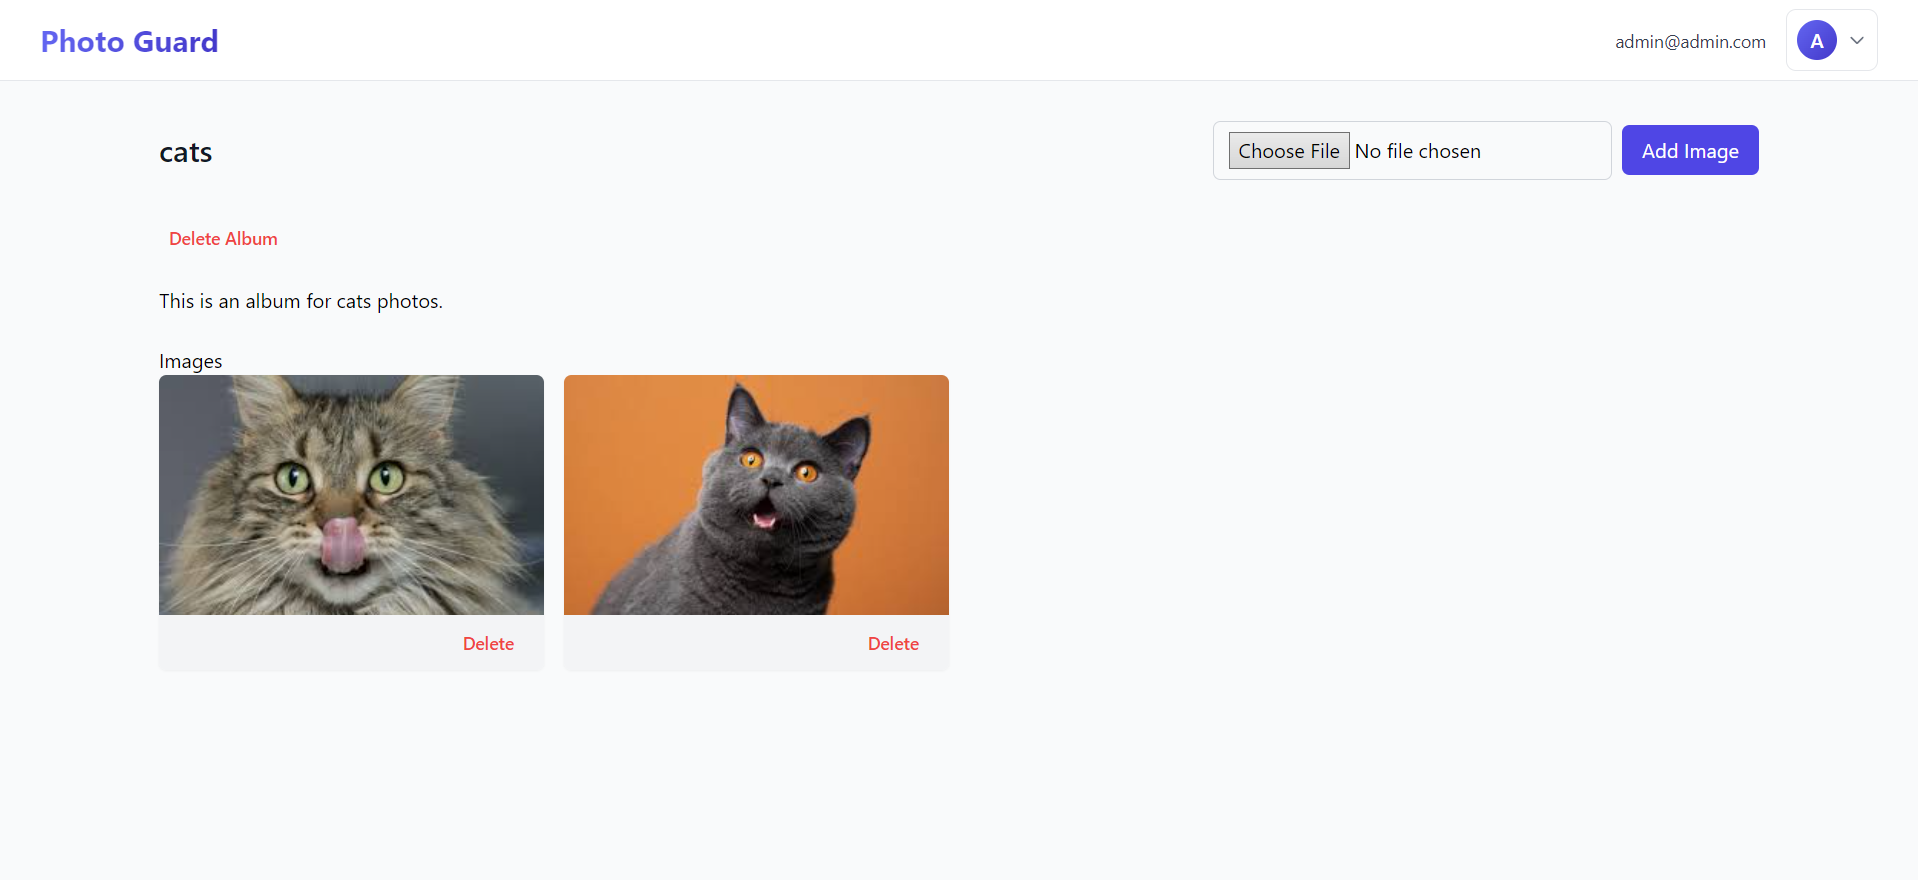 Photo Guard
admin@admin.com
A
cats
Choose File No file chosen
Add Image
Delete Album
This is an album for cats photos.
Images
Delete
Delete